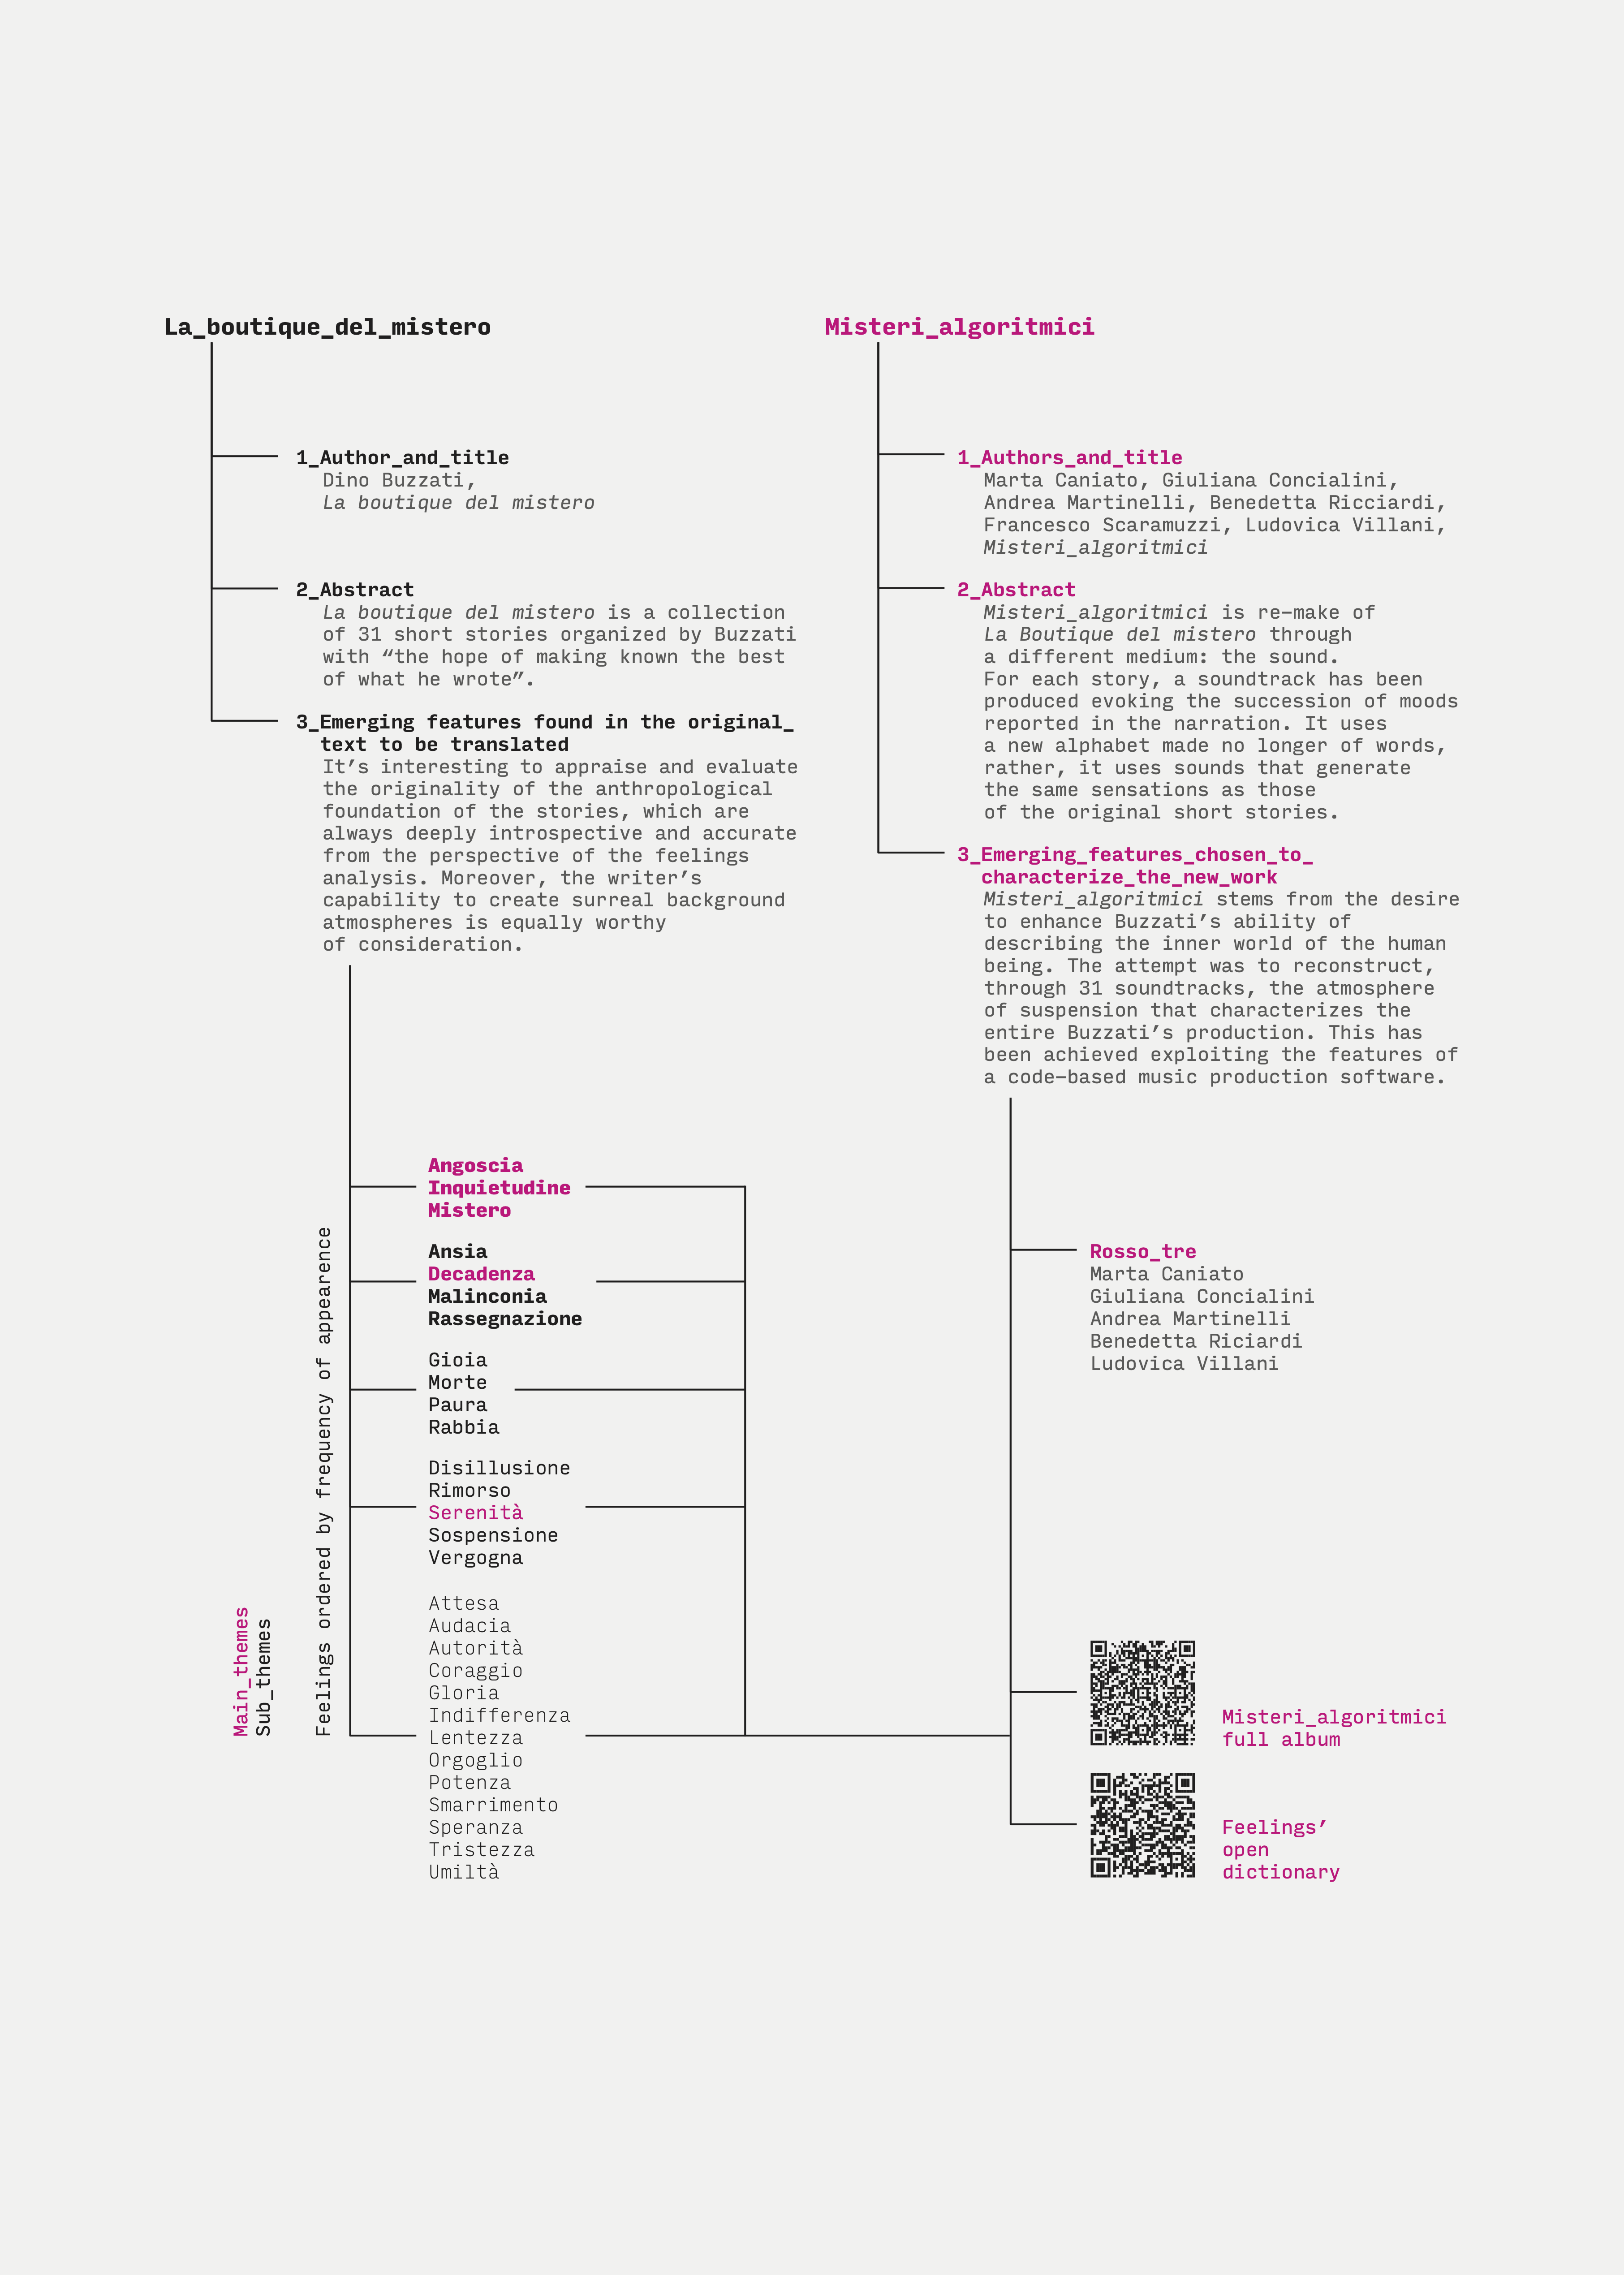 La_boutique_del_mistero
1_Author_and_title
Dino Buzzati,
La boutique del mistero
2_Abstract
La boutique del mistero is a collection
of 31 short stories organized by Buzzati
with “the hope of making known the best
of what he wrote”.
3_Emerging features found in the original_
text to be translated
It’s interesting to appraise and evaluate
the originality of the anthropological
foundation of the stories, which are
always deeply introspective and accurate
from the perspective of the feelings
analysis. Moreover, the writer’s
capability to create surreal background
atmospheres is equally worthy
of consideration.
Main_themes
Sub_themes
Feelings ordered by frequency of appearence
Angoscia
Inquietudine
Mistero
Ansia
Decadenza
Malinconia
Rassegnazione
Gioia
Morte
Paura
Rabbia
Disillusione
Rimorso
Serenità
Sospensione
Vergogna
Attesa
Audacia
Autorità
Coraggio
Gloria
Indifferenza
Lentezza
Orgoglio
Potenza
Smarrimento
Speranza
Tristezza
Umiltà
Misteri_algoritmici
1_Authors_and_title
Marta Caniato, Giuliana Concialini,
Andrea Martinelli, Benedetta Ricciardi,
Francesco Scaramuzzi, Ludovica Villani,
Misteri_algoritmici
2_Abstract
Misteri_algoritmici is re-make of
La Boutique del mistero through
a different medium: the sound.
For each story, a soundtrack has been
produced evoking the succession of moods
reported in the narration. It uses
a new alphabet made no longer of words,
rather, it uses sounds that generate
the same sensations as those
of the original short stories.
3_Emerging_features_chosen_to_
characterize_the_new_work
Misteri_algoritmici stems from the desire
to enhance Buzzati’s ability of
describing the inner world of the human
being. The attempt was to reconstruct,
through 31 soundtracks, the atmosphere
of suspension that characterizes the
entire Buzzati’s production. This has
been achieved exploiting the features of
a code-based music production software.
Rosso_tre
Marta Caniato
Giuliana Concialini
Andrea Martinelli
Benedetta Riciardi
Ludovica Villani
Misteri_algoritmici
full album
Feelings’
open
dictionary